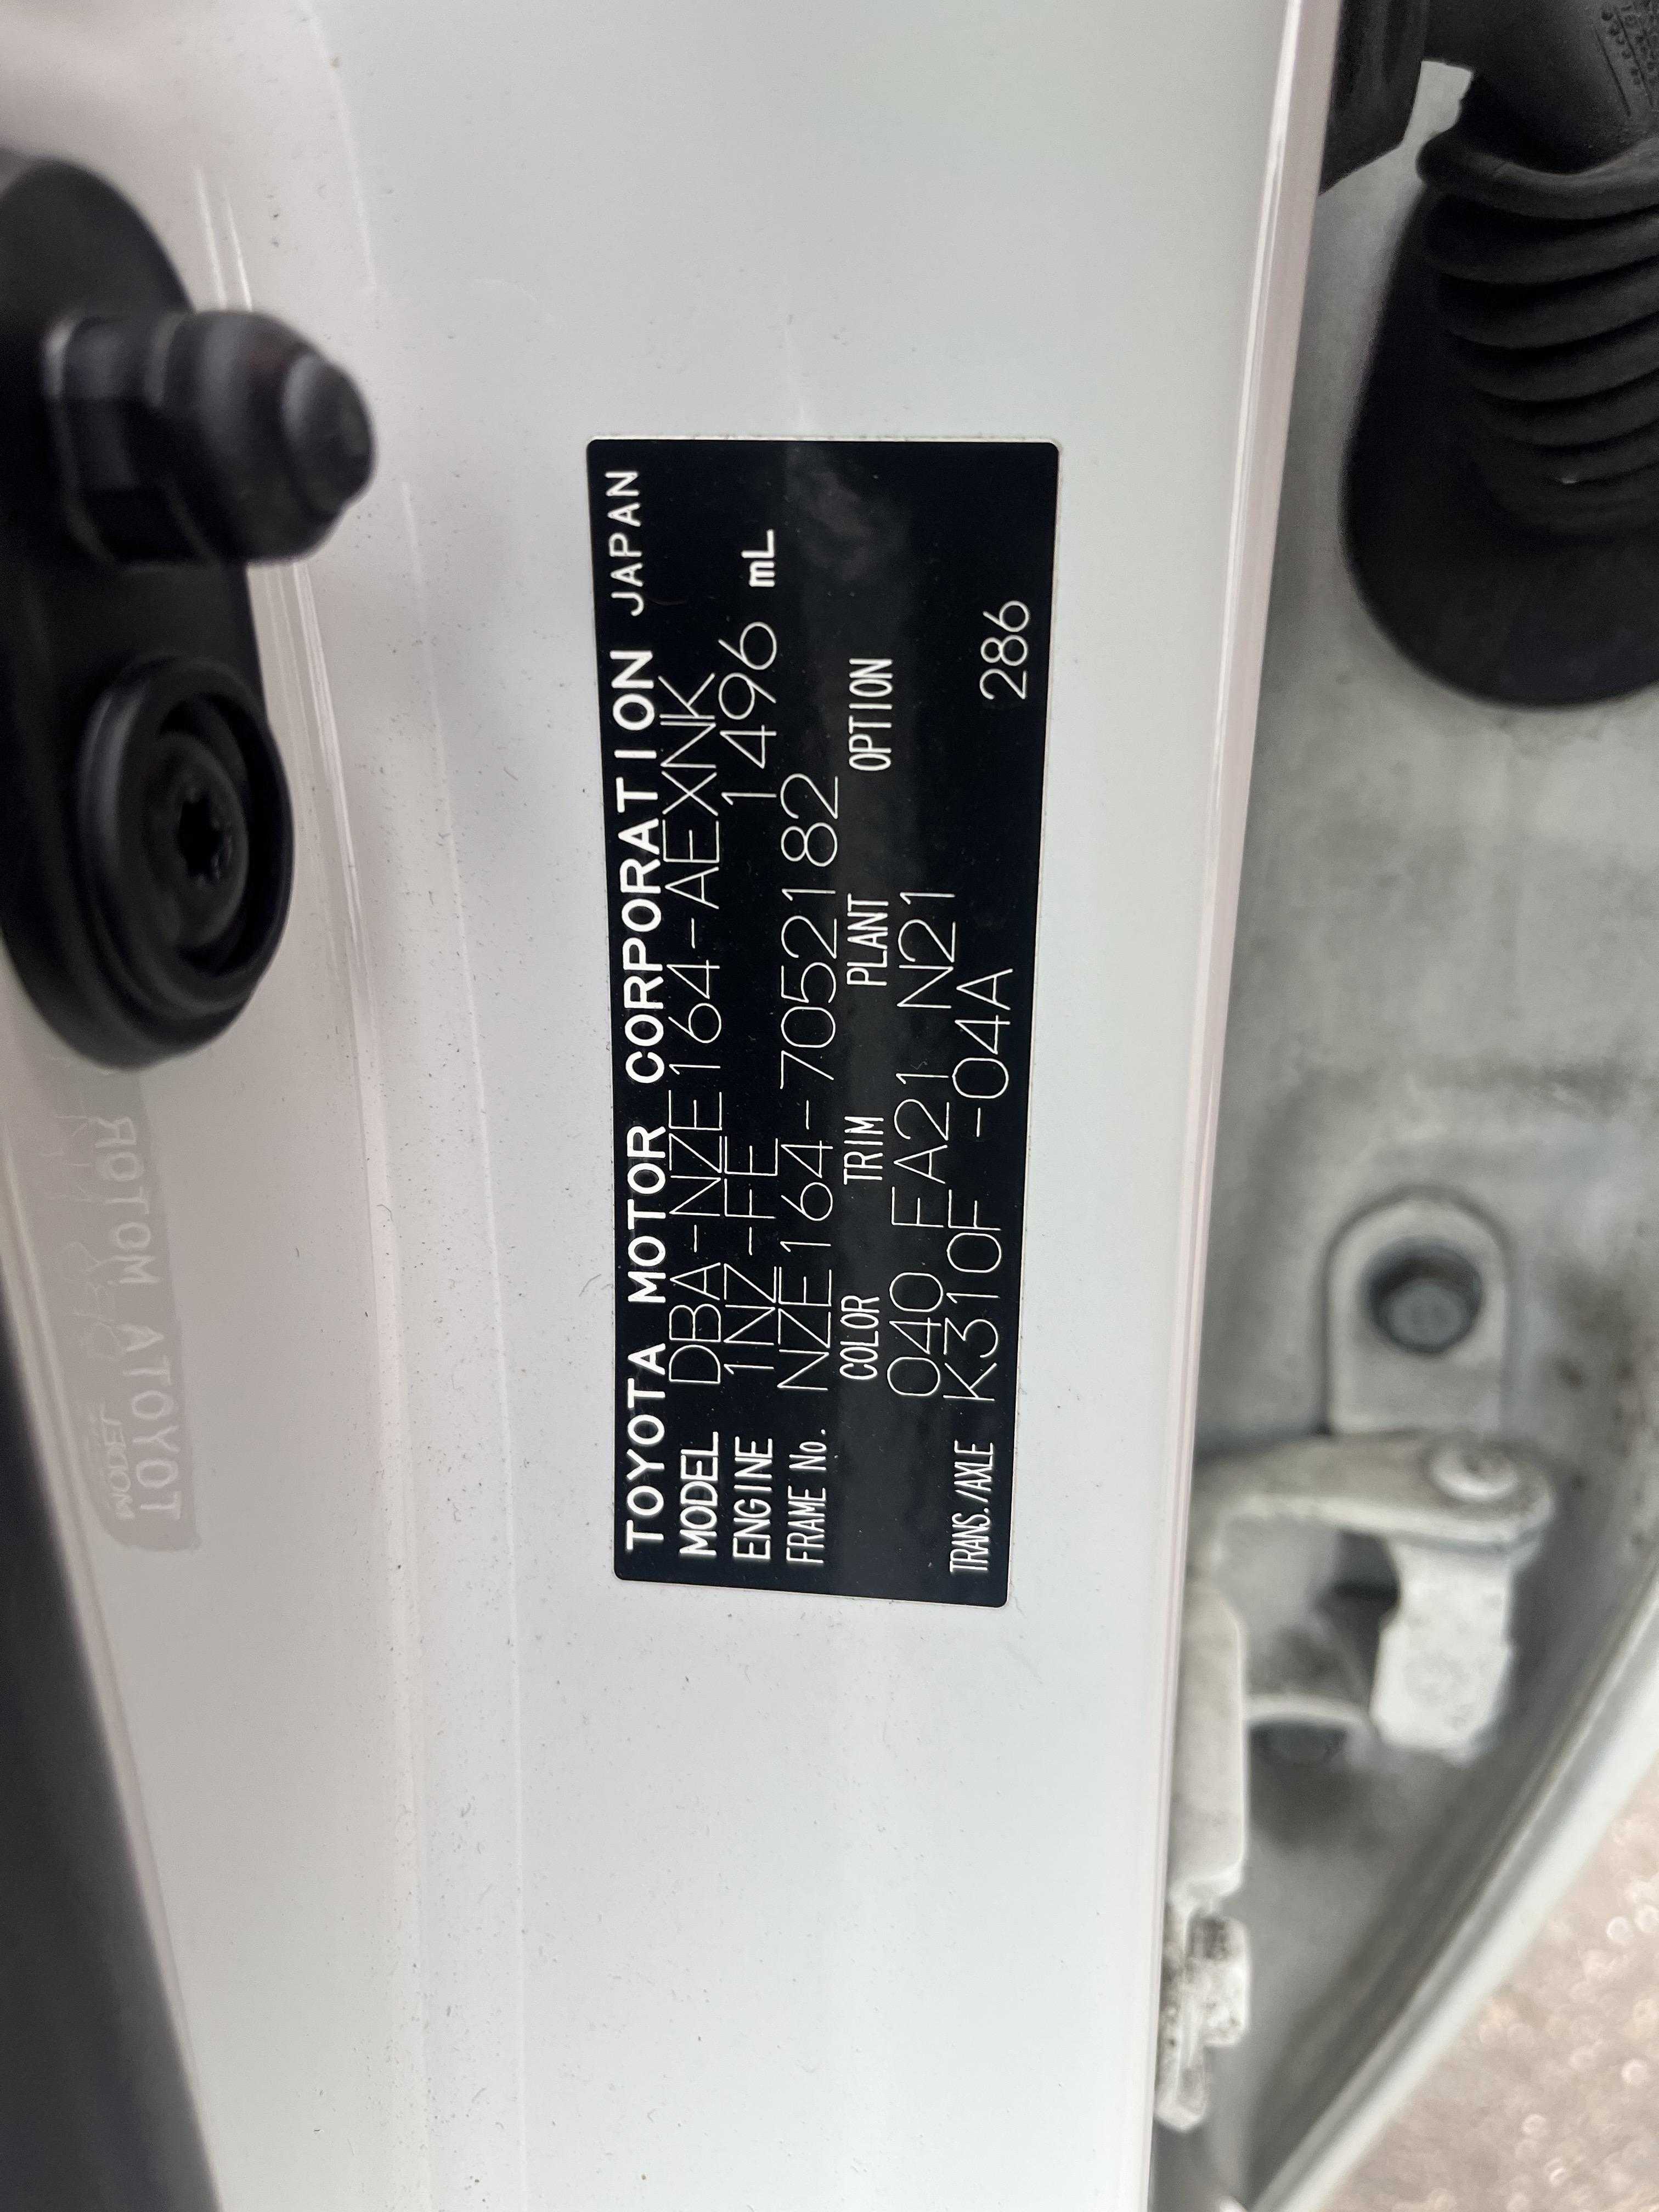 TOYOTA MOTOR CORPORATION JAPAN
MODEL DBA-NZE164-AEXNK
ENGINE 1NZ-FE 1496 mL
FRAME No. NZE164-7052182
COLOR TRIM PLANT OPTION
040 FA21 N21
TRANS./AXLE K310F -04A 286